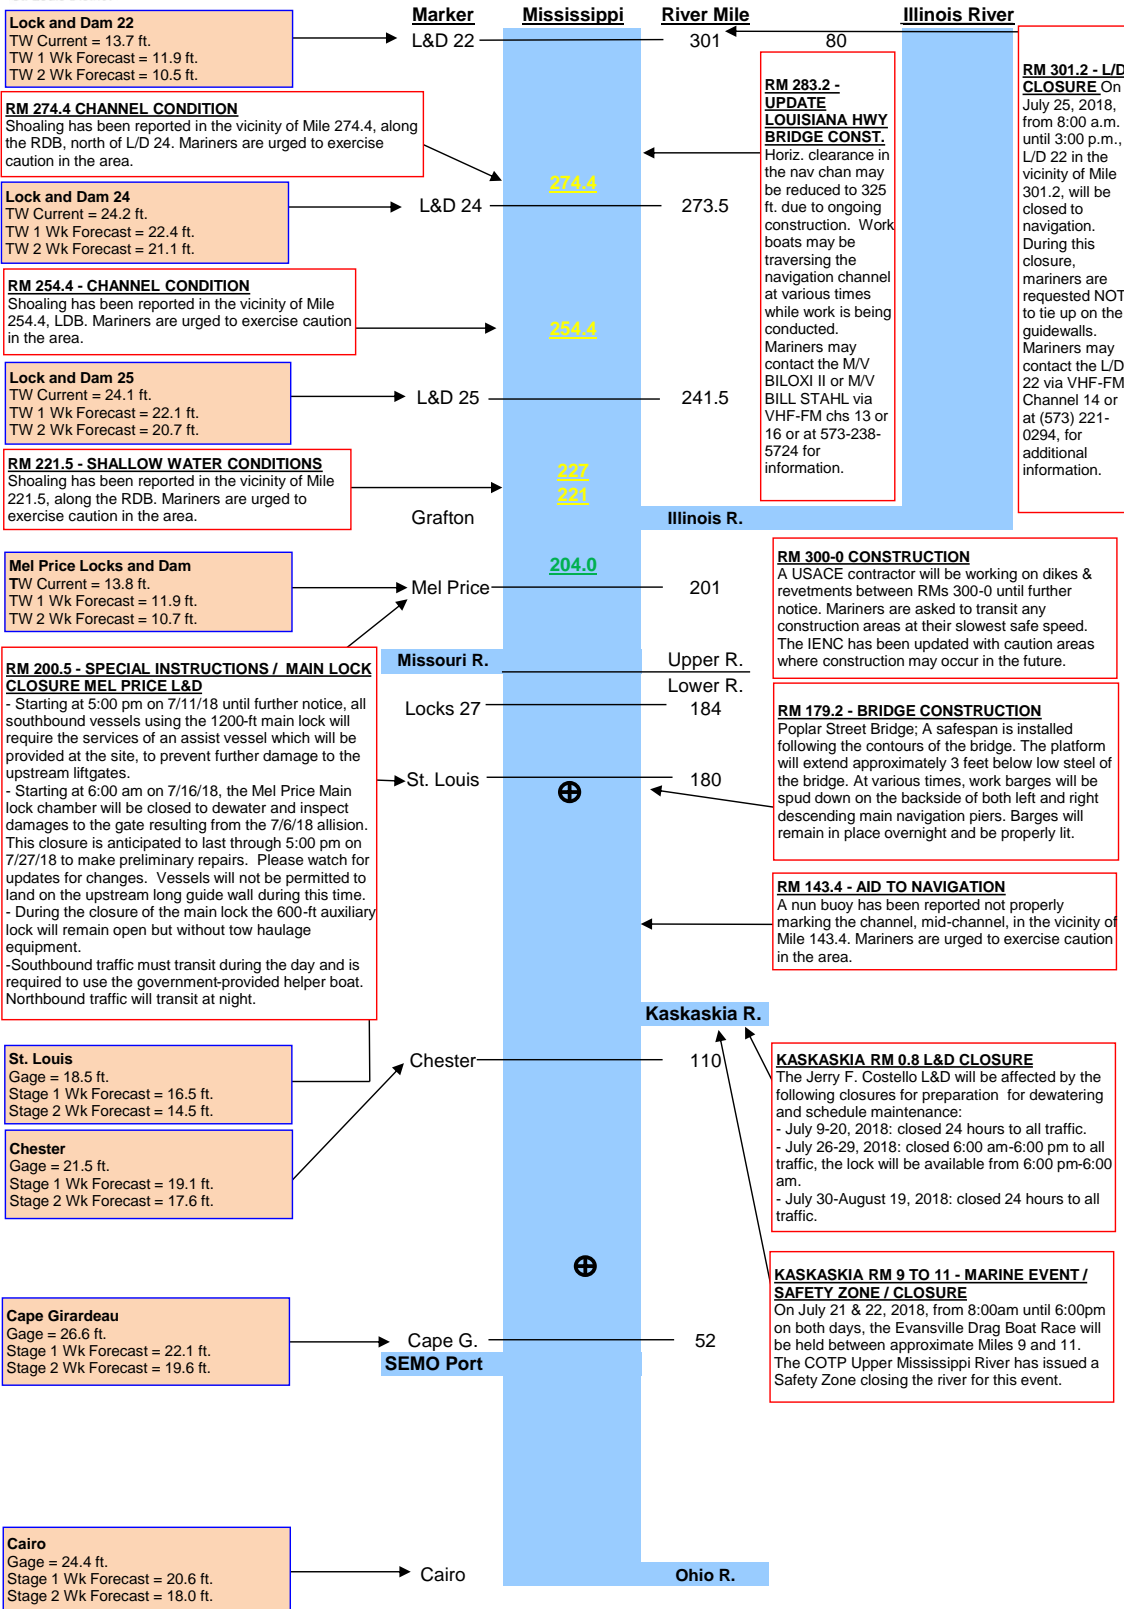 Marker
Mississippi
River Mile
Illinois River
Lock and Dam 22
TW Current = 13.7 ft.
TW 1 Wk Forecast = 11.9 ft.
TW 2 Wk Forecast = 10.5 ft.
L&D 22
301
80
RM 274.4 CHANNEL CONDITION
Shoaling has been reported in the vicinity of Mile 274.4, along
the RDB, north of L/D 24. Mariners are urged to exercise
caution in the area.
274.4
Lock and Dam 24
TW Current = 24.2 ft.
TW 1 Wk Forecast = 22.4 ft.
TW 2 Wk Forecast = 21.1 ft.
L&D 24
273.5
RM 254.4 - CHANNEL CONDITION
Shoaling has been reported in the vicinity of Mile
254.4, LDB. Mariners are urged to exercise caution
in the area.
254.4
Lock and Dam 25
TW Current = 24.1 ft.
TW 1 Wk Forecast = 22.1 ft.
TW 2 Wk Forecast = 20.7 ft.
L&D 25
241.5
RM 283.2 -
UPDATE
LOUISIANA HWY
BRIDGE CONST.
Horiz. clearance in
the nav chan may
be reduced to 325
ft. due to ongoing
construction. Work
boats may be
traversing the
navigation channel
at various times
while work is being
conducted.
Mariners may
contact the M/V
BILOXI II or M/V
BILL STAHL via
VHF-FM chs 13 or
16 or at 573-238-
5724 for
information.
RM 301.2 - L/D
CLOSURE On
July 25, 2018,
from 8:00 a.m.
until 3:00 p.m.,
L/D 22 in the
vicinity of Mile
301.2, will be
closed to
navigation.
During this
closure,
mariners are
requested NOT
to tie up on the
guidewalls.
Mariners may
contact the L/D
22 via VHF-FM
Channel 14 or
at (573) 221-
0294, for
additional
information.
RM 221.5 - SHALLOW WATER CONDITIONS
Shoaling has been reported in the vicinity of Mile
221.5, along the RDB. Mariners are urged to
exercise caution in the area.
227
221
Grafton
Illinois R.
Mel Price Locks and Dam
TW Current = 13.8 ft.
TW 1 Wk Forecast = 11.9 ft.
TW 2 Wk Forecast = 10.7 ft.
204.0
Mel Price
201
RM 300-0 CONSTRUCTION
A USACE contractor will be working on dikes &
revetments between RMs 300-0 until further
notice. Mariners are asked to transit any
construction areas at their slowest safe speed.
The IENC has been updated with caution areas
where construction may occur in the future.
RM 200.5 - SPECIAL INSTRUCTIONS / MAIN LOCK
CLOSURE MEL PRICE L&D
- Starting at 5:00 pm on 7/11/18 until further notice, all
southbound vessels using the 1200-ft main lock will
require the services of an assist vessel which will be
provided at the site, to prevent further damage to the
upstream liftgates.
- Starting at 6:00 am on 7/16/18, the Mel Price Main
lock chamber will be closed to dewater and inspect
damages to the gate resulting from the 7/6/18 allision.
This closure is anticipated to last through 5:00 pm on
7/27/18 to make preliminary repairs. Please watch for
updates for changes. Vessels will not be permitted to
land on the upstream long guide wall during this time.
- During the closure of the main lock the 600-ft auxiliary
lock will remain open but without tow haulage
equipment.
-Southbound traffic must transit during the day and is
required to use the government-provided helper boat.
Northbound traffic will transit at night.
Missouri R.
Upper R.
Lower R.
Locks 27
184
St. Louis
180
RM 179.2 - BRIDGE CONSTRUCTION
Poplar Street Bridge; A safespan is installed
following the contours of the bridge. The platform
will extend approximately 3 feet below low steel of
the bridge. At various times, work barges will be
spud down on the backside of both left and right
descending main navigation piers. Barges will
remain in place overnight and be properly lit.
RM 143.4 - AID TO NAVIGATION
A nun buoy has been reported not properly
marking the channel, mid-channel, in the vicinity of
Mile 143.4. Mariners are urged to exercise caution
in the area.
Kaskaskia R.
St. Louis
Gage = 18.5 ft.
Stage 1 Wk Forecast = 16.5 ft.
Stage 2 Wk Forecast = 14.5 ft.
Chester
110
Chester
Gage = 21.5 ft.
Stage 1 Wk Forecast = 19.1 ft.
Stage 2 Wk Forecast = 17.6 ft.
KASKASKIA RM 0.8 L&D CLOSURE
The Jerry F. Costello L&D will be affected by the
following closures for preparation for dewatering
and schedule maintenance:
- July 9-20, 2018: closed 24 hours to all traffic.
- July 26-29, 2018: closed 6:00 am-6:00 pm to all
traffic, the lock will be available from 6:00 pm-6:00
am.
- July 30-August 19, 2018: closed 24 hours to all
traffic.
KASKASKIA RM 9 TO 11 - MARINE EVENT /
SAFETY ZONE / CLOSURE
On July 21 & 22, 2018, from 8:00am until 6:00pm
on both days, the Evansville Drag Boat Race will
be held between approximate Miles 9 and 11.
The COTP Upper Mississippi River has issued a
Safety Zone closing the river for this event.
Cape Girardeau
Gage = 26.6 ft.
Stage 1 Wk Forecast = 22.1 ft.
Stage 2 Wk Forecast = 19.6 ft.
Cape G.
52
SEMO Port
Cairo
Gage = 24.4 ft.
Stage 1 Wk Forecast = 20.6 ft.
Stage 2 Wk Forecast = 18.0 ft.
Cairo
Ohio R.